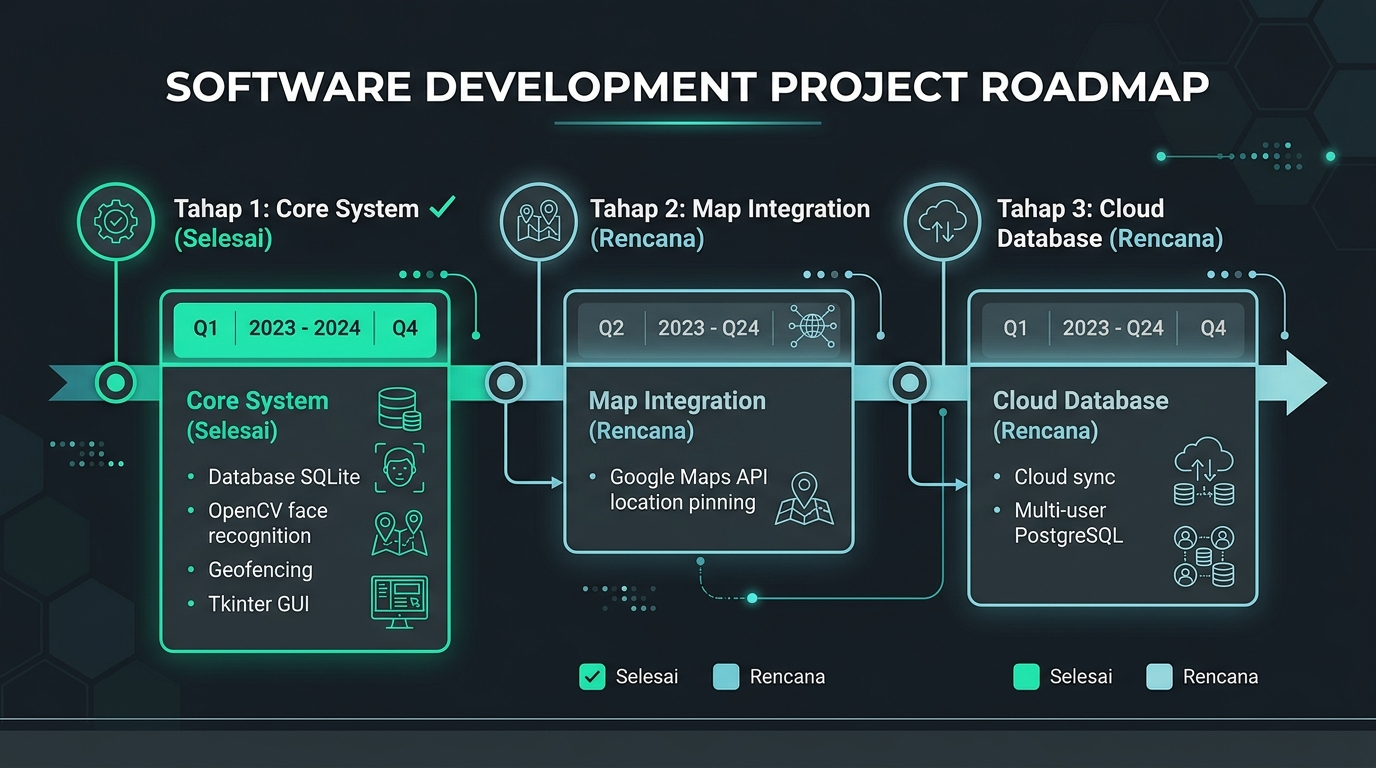 SOFTWARE DEVELOPMENT PROJECT ROADMAP
Tahap 1: Core System
(Selesai)
Q1 2023 - 2024 Q4
Core System
(Selesai)
• Database SQLite
• OpenCV face
recognition
• Geofencing
• Tkinter GUI
Tahap 2: Map Integration
(Rencana)
Q2 2023 - Q24
Map Integration
(Rencana)
• Google Maps API
location pinning
Tahap 3: Cloud
Database (Rencana)
Q1 2023 - Q24 Q4
Cloud Database
(Rencana)
• Cloud sync
• Multi-user
PostgreSQL
Selesai Rencana
Selesai Rencana